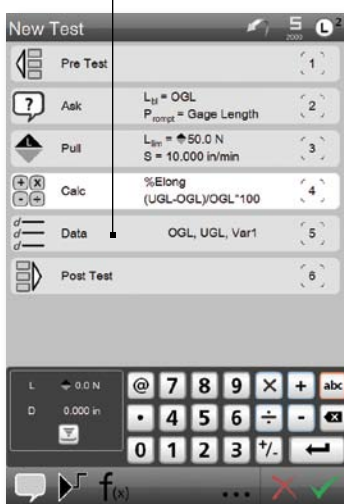 New Test
5
2000
L 2
Pre Test
1
? Ask
L_bl = OGL
P_rompt = Gage Length
2
L Pull
L_lim = 50.0 N
S = 10.000 in/min
3
+ x - ÷ Calc
%Elong
(UGL-OGL)/OGL*100
4
d d d Data
OGL, UGL, Var1
5
Post Test
6
L 0.0 N
D 0.000 in
@ 7 8 9 × + abc
• 4 5 6 ÷ -
0 1 2 3 +/-
f(x) ...